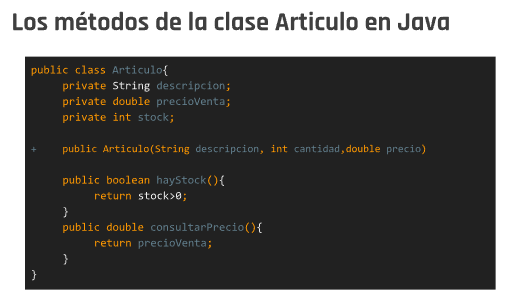 Los métodos de la clase Articulo en Java
public class Articulo{
private String descripcion;
private double precioVenta;
private int stock;
+ public Articulo(String descripcion, int cantidad,double precio)
public boolean hayStock(){
return stock>0;
}
public double consultarPrecio(){
return precioVenta;
}
}